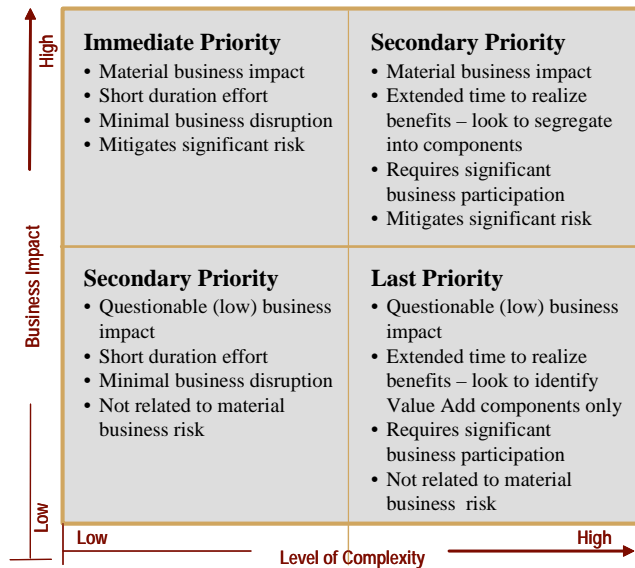 High
Business Impact
Low
Immediate Priority
• Material business impact
• Short duration effort
• Minimal business disruption
• Mitigates significant risk
Secondary Priority
• Material business impact
• Extended time to realize
benefits – look to segregate
into components
• Requires significant
business participation
• Mitigates significant risk
Secondary Priority
• Questionable (low) business
impact
• Short duration effort
• Minimal business disruption
• Not related to material
business risk
Last Priority
• Questionable (low) business
impact
• Extended time to realize
benefits – look to identify
Value Add components only
• Requires significant
business participation
• Not related to material
business risk
Low
Level of Complexity
High